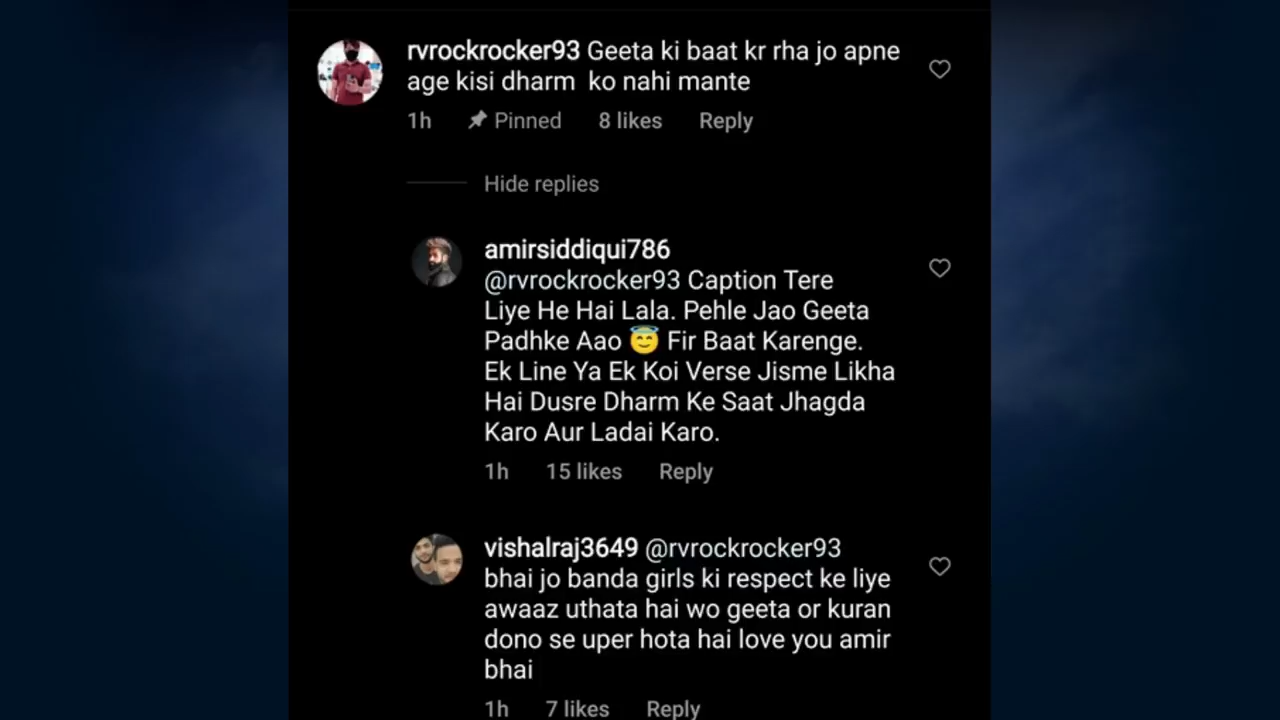 rvrockrocker93 Geeta ki baat kr rha jo apne
age kisi dharm ko nahi mante
1h Pinned 8 likes Reply
Hide replies
amirsiddiqui786
@rvrockrocker93 Caption Tere
Liye He Hai Lala. Pehle Jao Geeta
Padhke Aao 😇 Fir Baat Karenge.
Ek Line Ya Ek Koi Verse Jisme Likha
Hai Dusre Dharm Ke Saat Jhagda
Karo Aur Ladai Karo.
1h 15 likes Reply
vishalraj3649 @rvrockrocker93
bhai jo banda girls ki respect ke liye
awaaz uthata hai wo geeta or kuran
dono se uper hota hai love you amir
bhai
1h 7 likes Reply